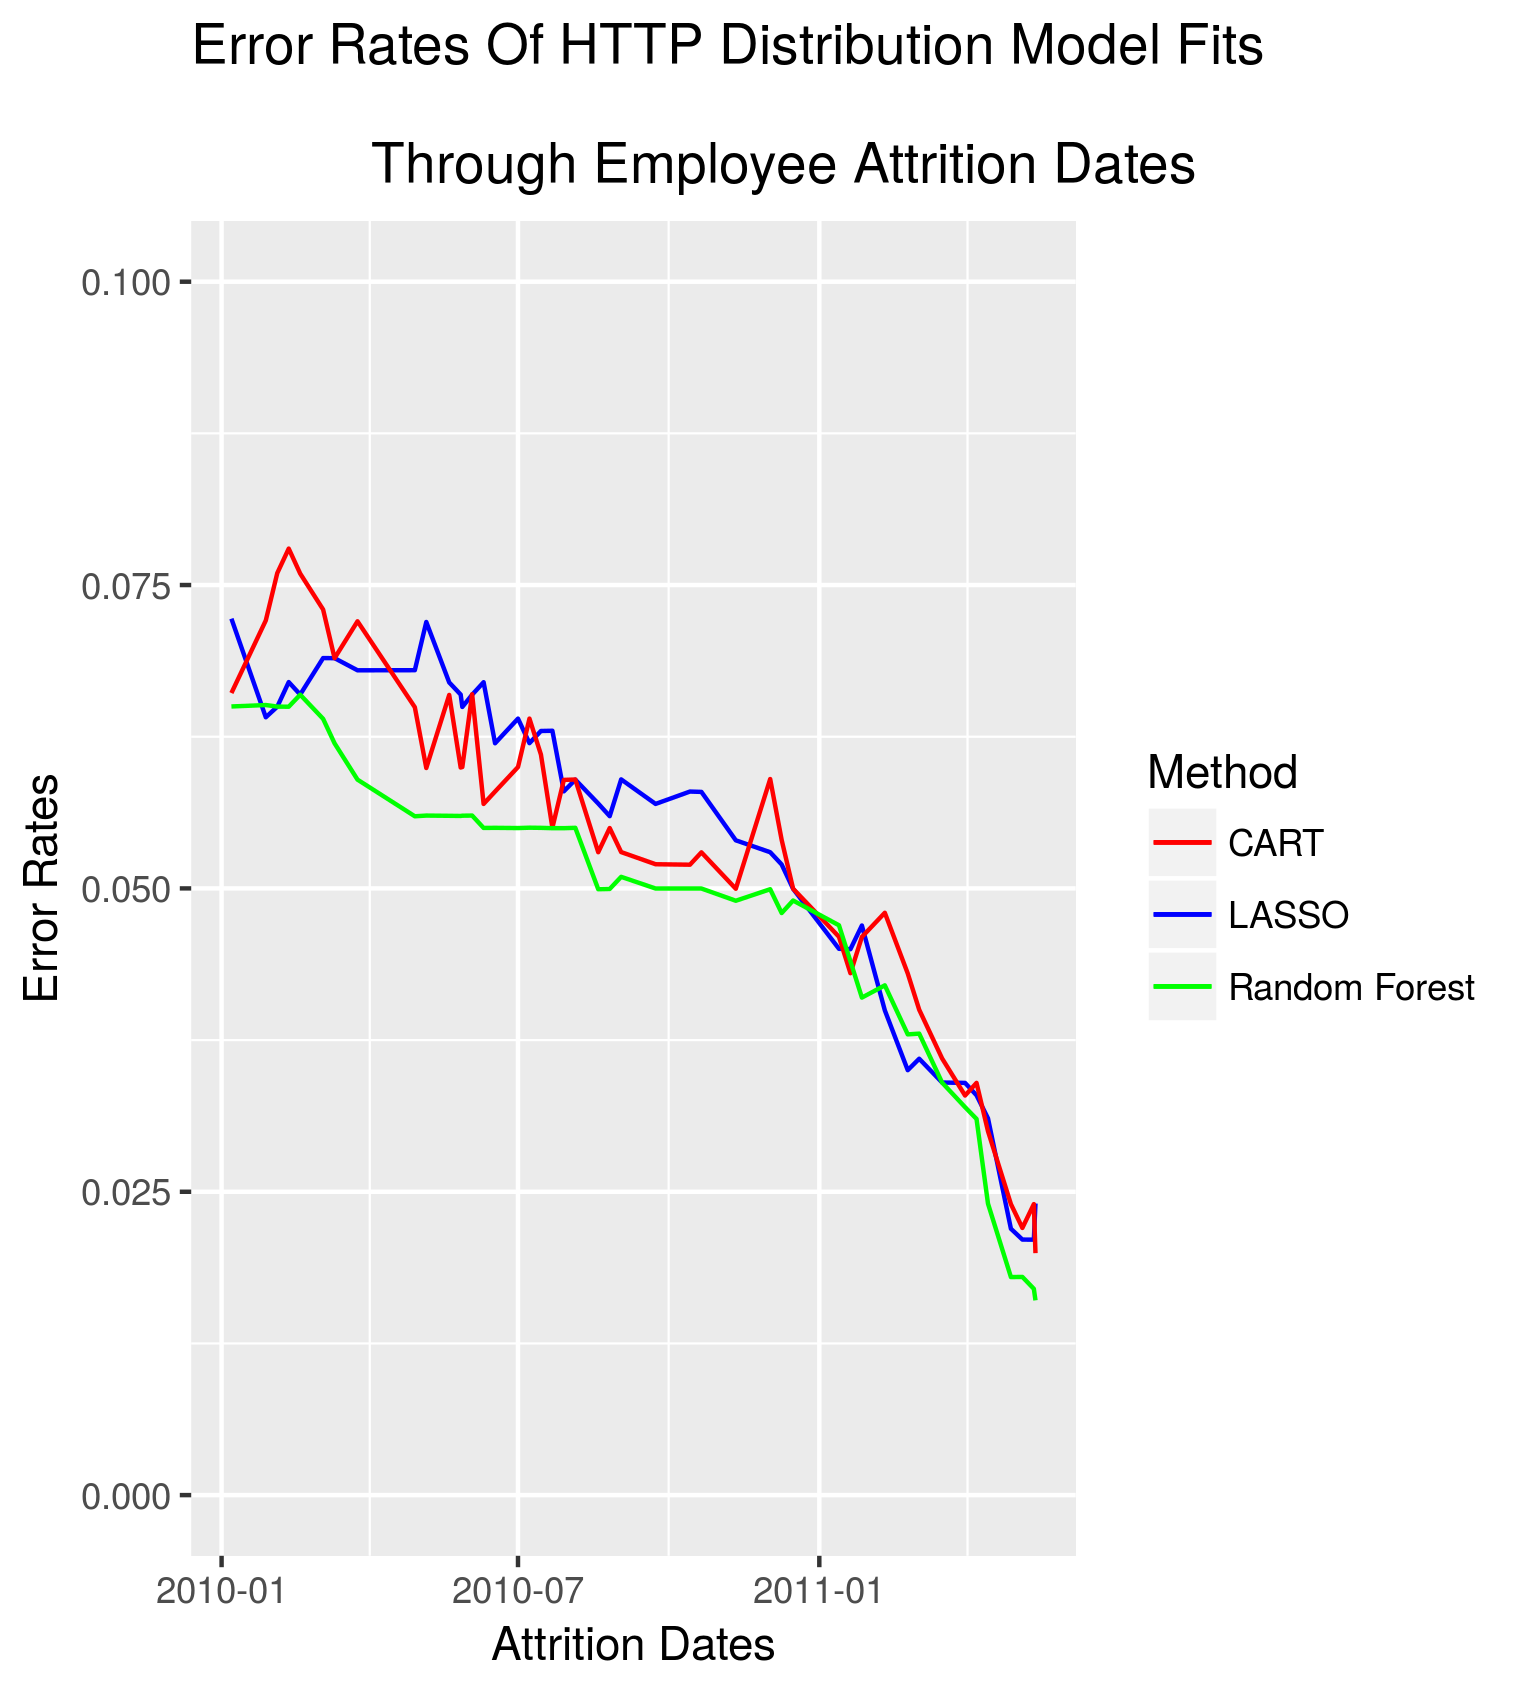 Error Rates Of HTTP Distribution Model Fits
Through Employee Attrition Dates
Error Rates
0.100
0.075
0.050
0.025
0.000
2010-01
2010-07
2011-01
Attrition Dates
Method
CART
LASSO
Random Forest